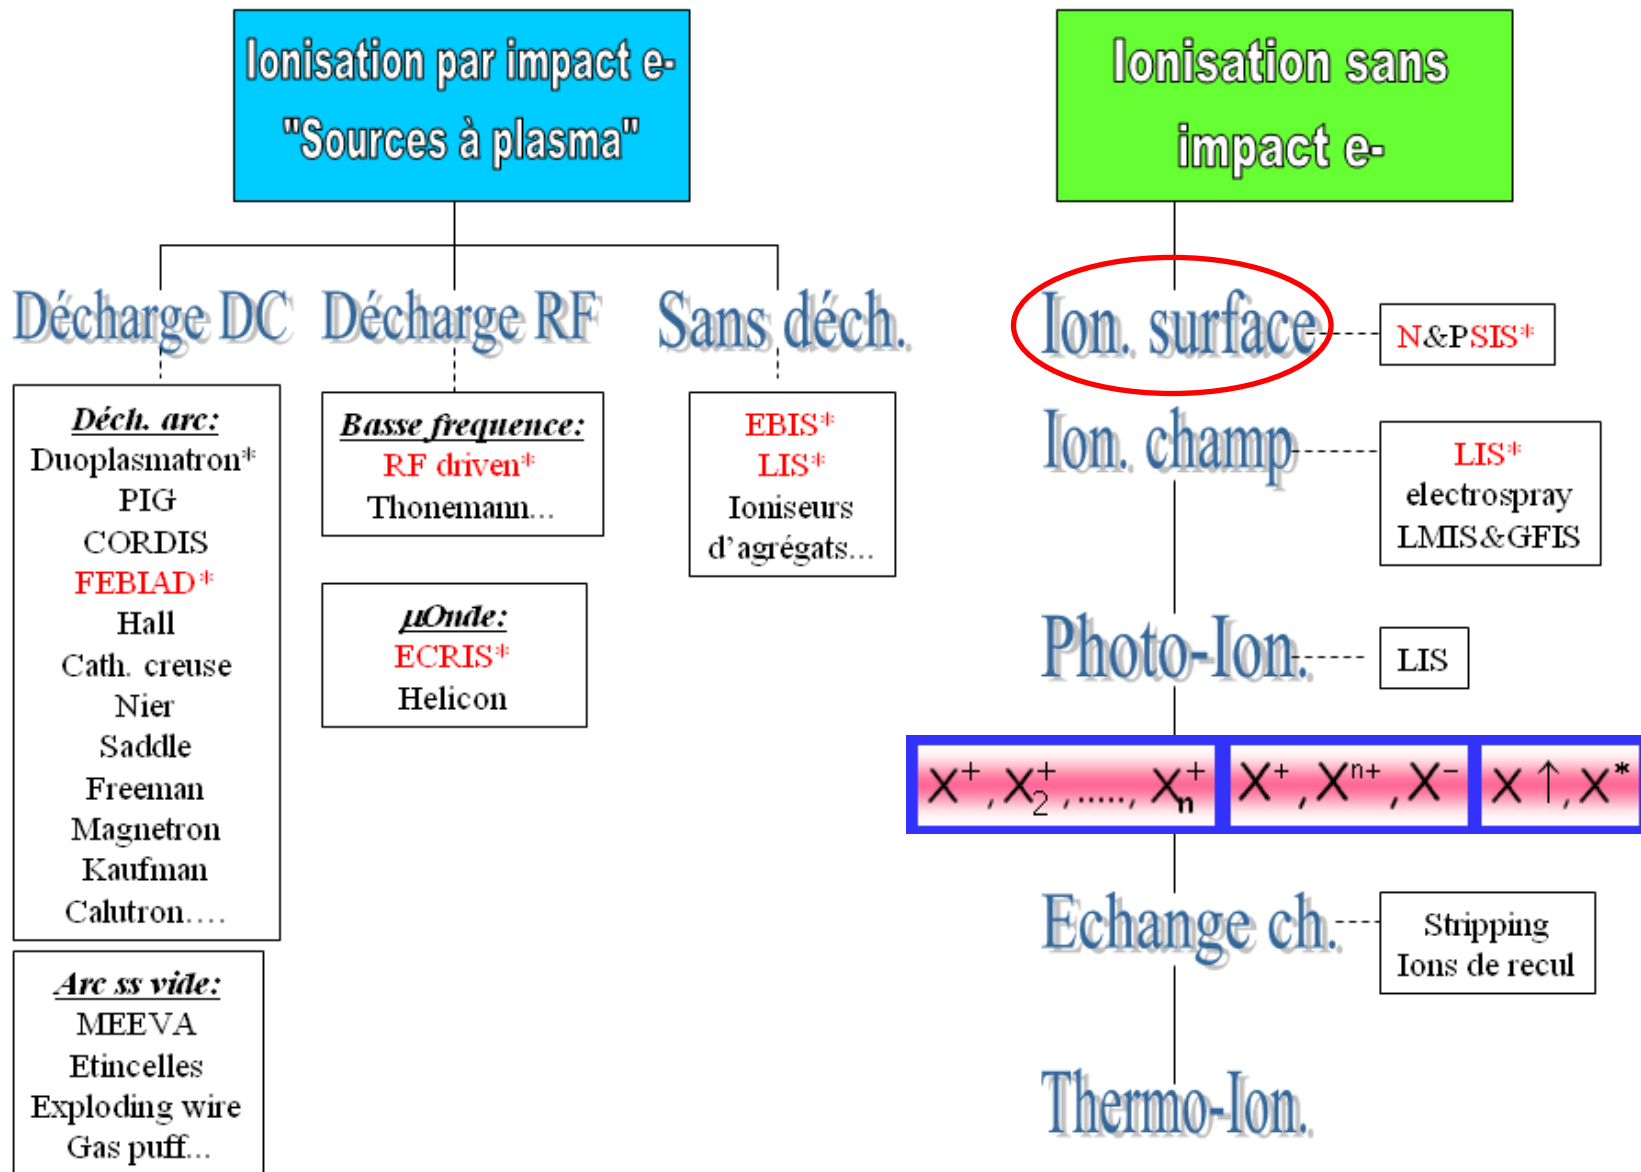 Ionisation par impact e-
"Sources à plasma"
Ionisation sans
impact e-
Décharge DC
Décharge RF
Sans déch.
Déch. arc:
Duoplasmatron*
PIG
CORDIS
FEBIAD*
Hall
Cath. creuse
Nier
Saddle
Freeman
Magnetron
Kaufman
Calutron….
Arc ss vide:
MEEVA
Etincelles
Exploding wire
Gas puff...
Basse frequence:
RF driven*
Thonemann...
µOnde:
ECRIS*
Helicon
EBIS*
LIS*
Ioniseurs
d’agrégats...
Ion. surface
N&PSIS*
Ion. champ
LIS*
electrospray
LMIS&GFIS
Photo-Ion.
LIS
X⁺, X₂⁺, ....., Xₙ⁺
X⁺, Xⁿ⁺, X⁻
X ↑, X*
Echange ch.
Stripping
Ions de recul
Thermo-Ion.